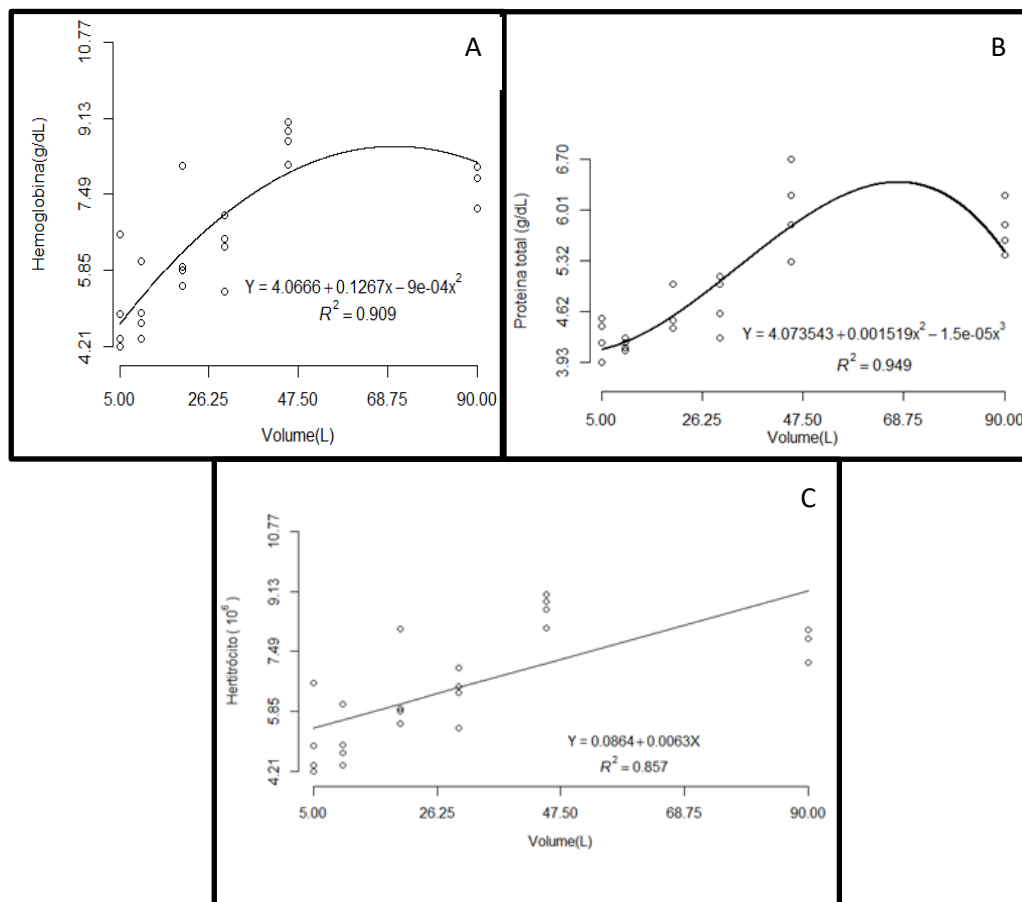 A
Hemoglobina(g/dL)
10.77
9.13
7.49
5.85
4.21
Y = 4.0666 + 0.1267x − 9e-04x²
R² = 0.909
5.00 26.25 47.50 68.75 90.00
Volume(L)
B
Proteina total (g/dL)
6.70
6.01
5.32
4.62
3.93
Y = 4.073543 + 0.001519x² − 1.5e-05x³
R² = 0.949
5.00 26.25 47.50 68.75 90.00
Volume(L)
C
Hertitrócito ( 10⁶ )
10.77
9.13
7.49
5.85
4.21
Y = 0.0864 + 0.0063X
R² = 0.857
5.00 26.25 47.50 68.75 90.00
Volume(L)